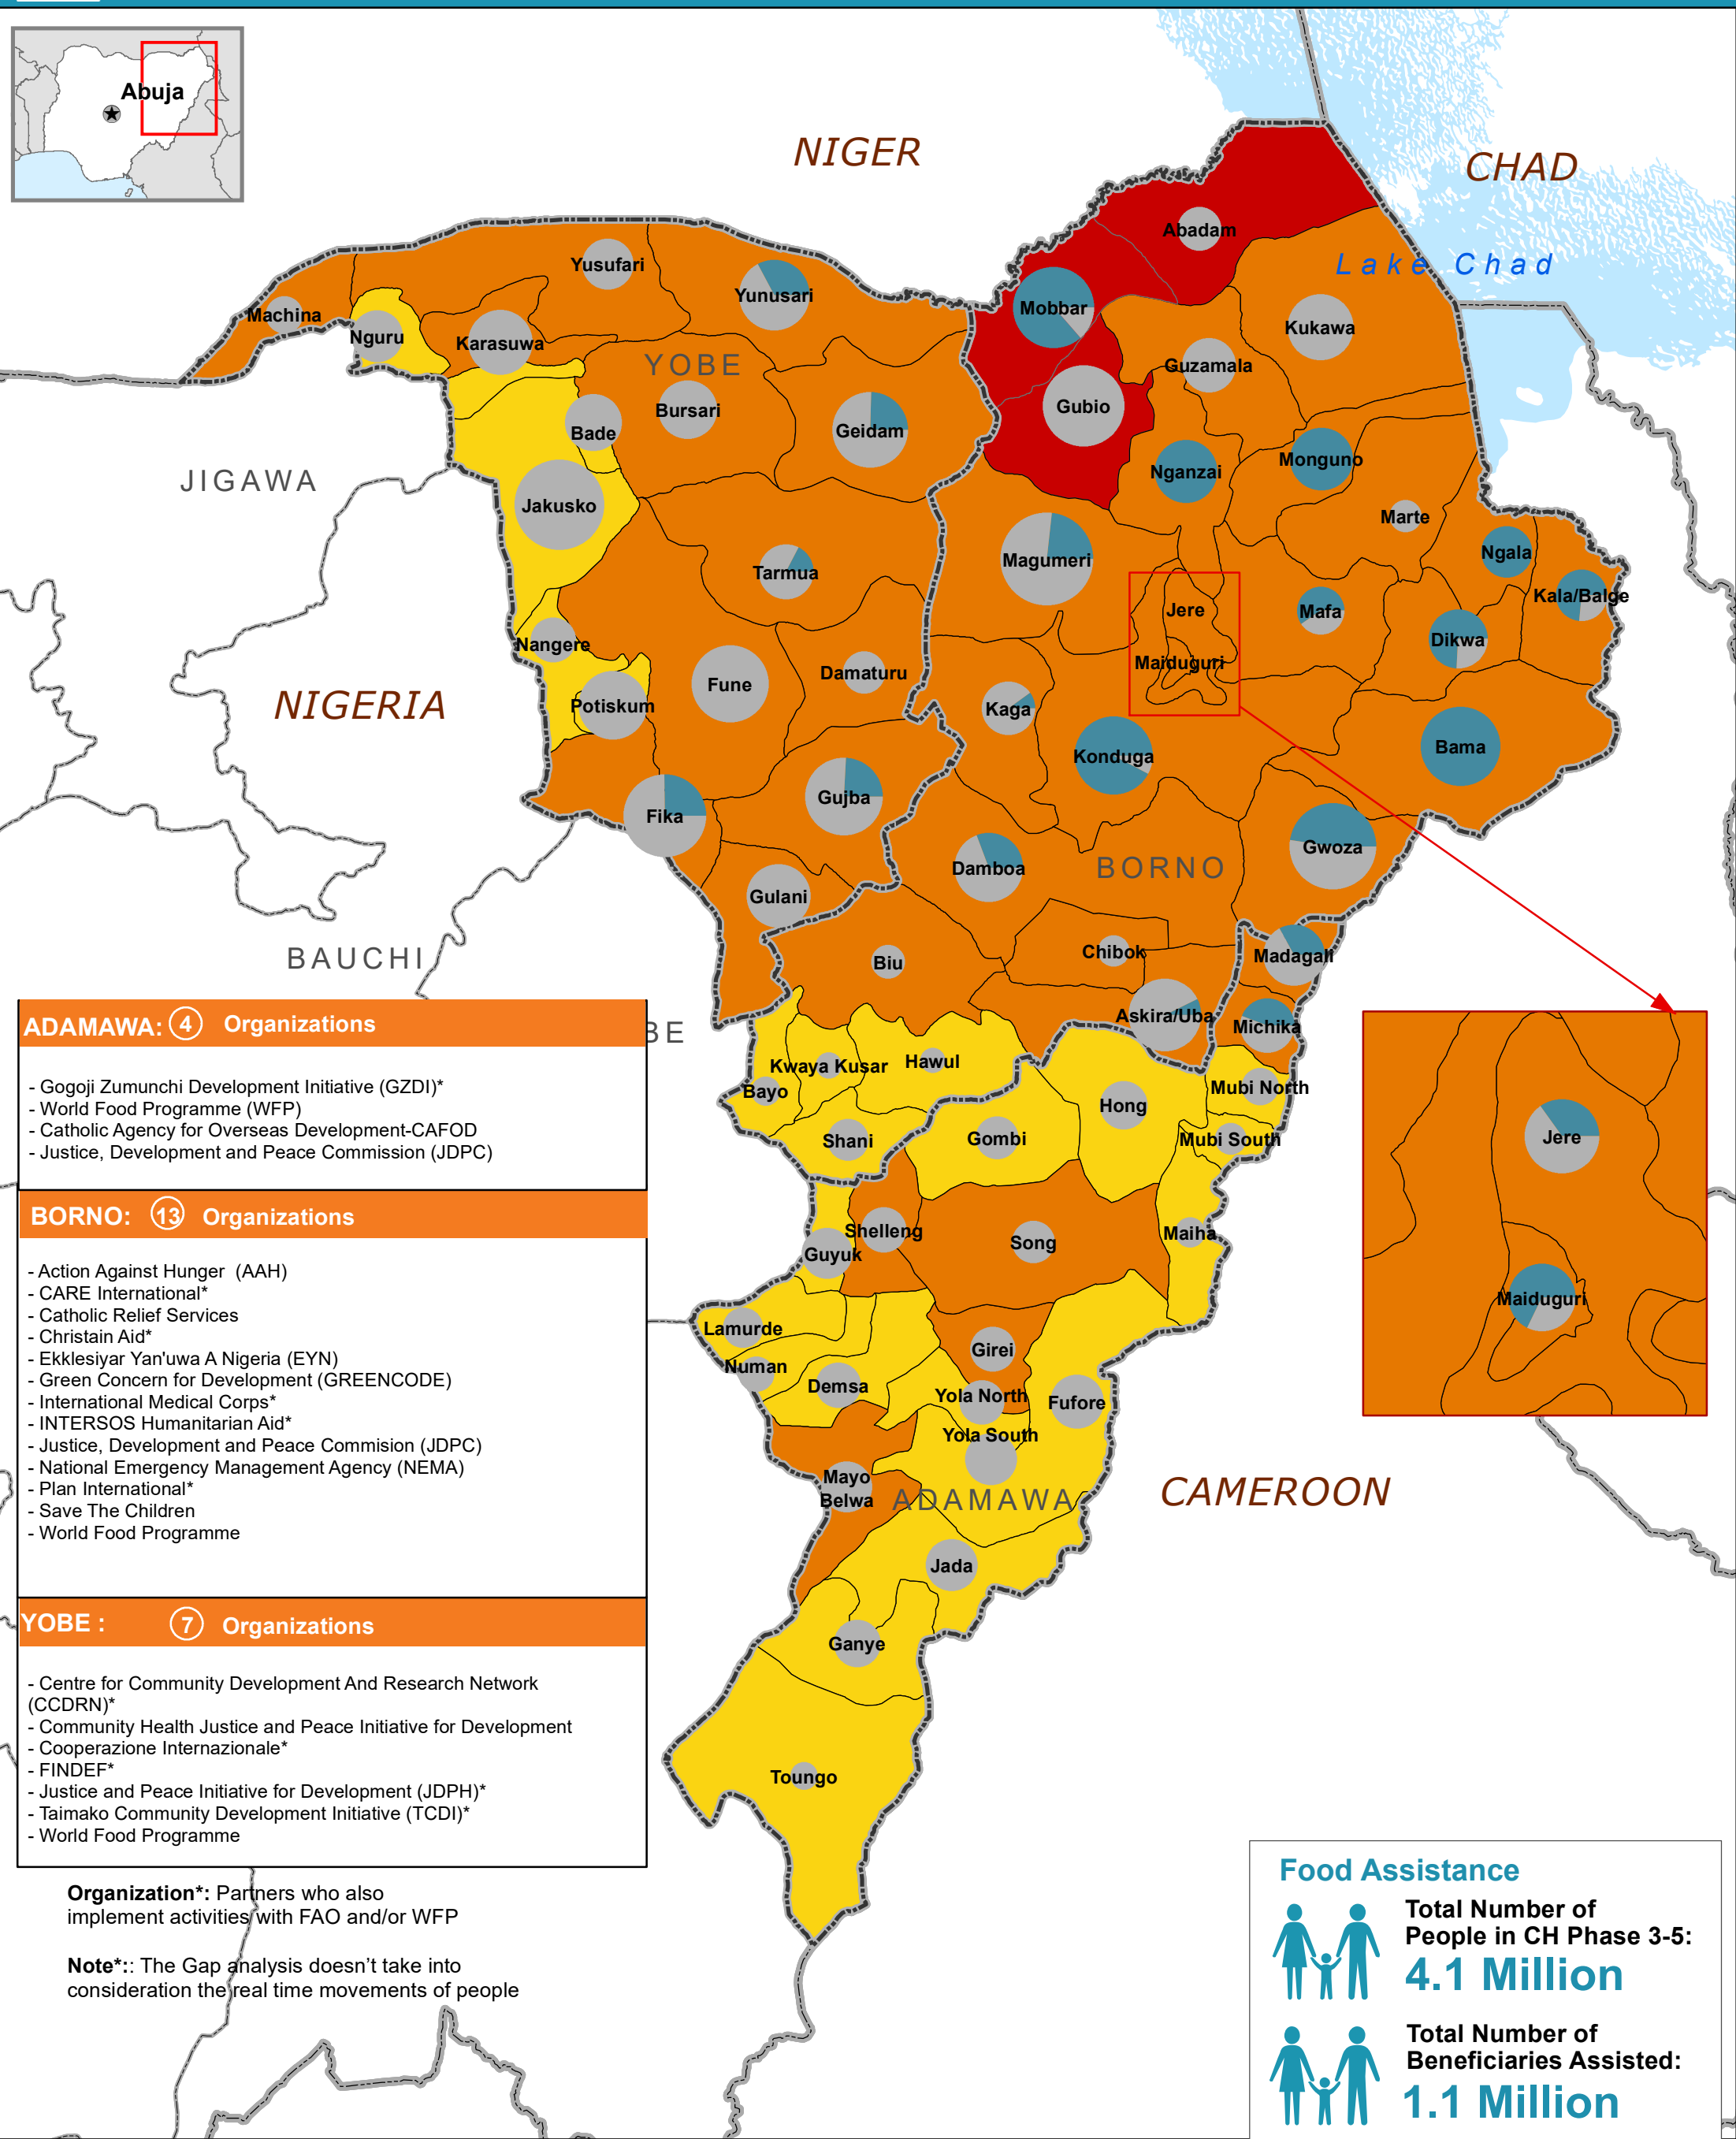 Abuja
NIGER
CHAD
Lake Chad
Abadam
Yusufari
Yunusari
Mobbar
Machina
Nguru
Karasuwa
Kukawa
YOBE
Guzamala
Bursari
Gubio
Bade
Geidam
Nganzai
Monguno
JIGAWA
Jakusko
Marte
Ngala
Magumeri
Tarmua
Kala/Balge
Jere
Mafa
Dikwa
Nangere
Maiduguri
Damaturu
Fune
NIGERIA
Potiskum
Kaga
Bama
Konduga
Gujba
Fika
Gwoza
Damboa
BORNO
Gulani
Chibok
Madagali
BAUCHI
Biu
Askira/Uba
Michika
BE
Kwaya Kusar
Hawul
Bayo
Mubi North
Hong
Shani
Gombi
Mubi South
Jere
Shelleng
Song
Maiha
Guyuk
Maiduguri
Lamurde
Girei
Numan
Demsa
Yola North
Fufore
Yola South
Mayo
Belwa
ADAMAWA
CAMEROON
Jada
Ganye
Toungo
ADAMAWA: 4 Organizations
- Gogoji Zumunchi Development Initiative (GZDI)*
- World Food Programme (WFP)
- Catholic Agency for Overseas Development-CAFOD
- Justice, Development and Peace Commission (JDPC)
BORNO: 13 Organizations
- Action Against Hunger (AAH)
- CARE International*
- Catholic Relief Services
- Christain Aid*
- Ekklesiyar Yan'uwa A Nigeria (EYN)
- Green Concern for Development (GREENCODE)
- International Medical Corps*
- INTERSOS Humanitarian Aid*
- Justice, Development and Peace Commision (JDPC)
- National Emergency Management Agency (NEMA)
- Plan International*
- Save The Children
- World Food Programme
YOBE : 7 Organizations
- Centre for Community Development And Research Network
(CCDRN)*
- Community Health Justice and Peace Initiative for Development
- Cooperazione Internazionale*
- FINDEF*
- Justice and Peace Initiative for Development (JDPH)*
- Taimako Community Development Initiative (TCDI)*
- World Food Programme
Organization*: Partners who also
implement activities with FAO and/or WFP
Note*:: The Gap analysis doesn't take into
consideration the real time movements of people
Food Assistance
Total Number of
People in CH Phase 3-5:
4.1 Million
Total Number of
Beneficiaries Assisted:
1.1 Million